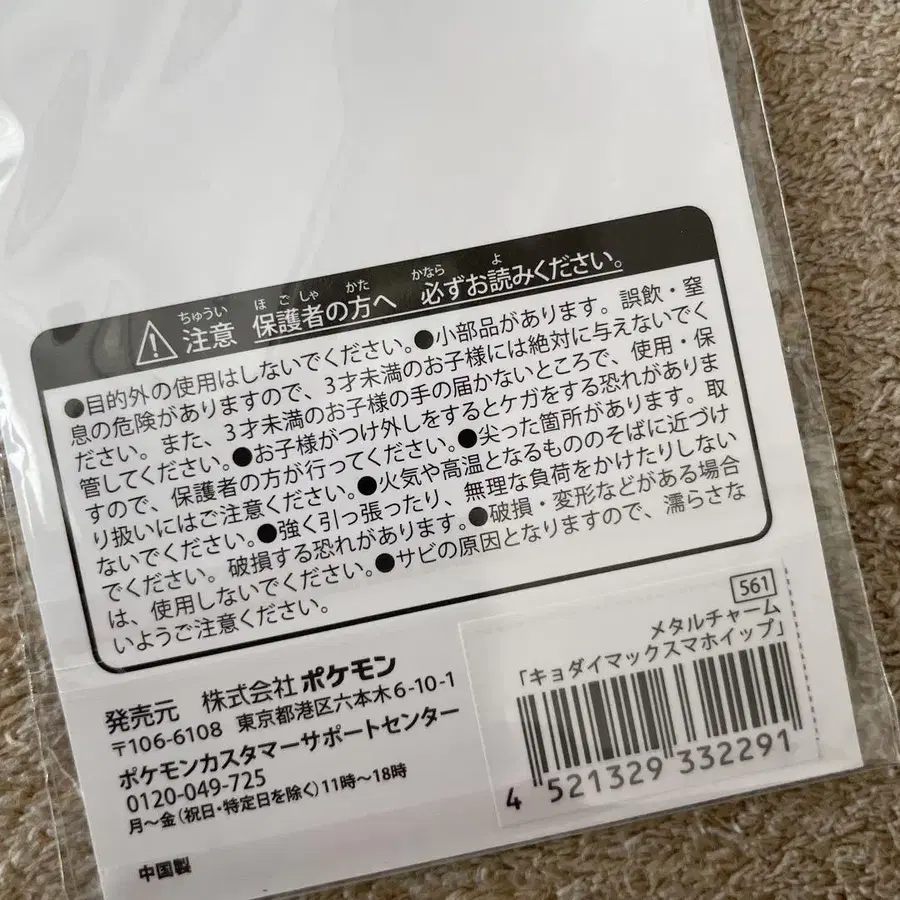 ⚠ 注意 保護者の方へ 必ずお読みください。
●目的外の使用はしないでください。●小部品があります。誤飲・窒
息の危険がありますので、3才未満のお子様には絶対に与えないでく
ださい。また、3才未満のお子様の手の届かないところで、使用・保
管してください。●お子様がつけ外しをするとケガをする恐れがありま
すので、保護者の方が行ってください。●尖った箇所があります。取
り扱いにはご注意ください。●火気や高温となるもののそばに近づけ
ないでください。●強く引っ張ったり、無理な負荷をかけたりしない
でください。破損する恐れがあります。●破損・変形などがある場合
は、使用しないでください。●サビの原因となりますので、濡らさな
いようご注意ください。
発売元 株式会社 ポケモン
〒106-6108 東京都港区六本木6-10-1
ポケモンカスタマーサポートセンター
0120-049-725
月〜金(祝日・特定日を除く)11時〜18時
中国製
561
メタルチャーム
「キョダイマックスマホイップ」
4 521329 332291